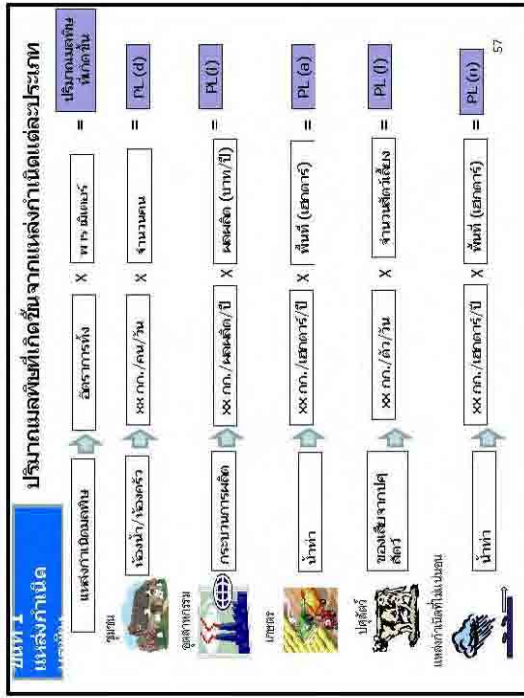 ขั้นที่ 1
แหล่งกำเนิด
มลพิษ
ปริมาณมลพิษที่เกิดขึ้นจากแหล่งกำเนิดแต่ละประเภท
แหล่งกำเนิดมลพิษ
อัตราการทิ้ง
X
พารามิเตอร์
=
ปริมาณมลพิษ
ที่เกิดขึ้น
ชุมชน
ห้องน้ำ/ห้องครัว
xx กก./คน/วัน
X
จำนวนคน
=
PL (d)
อุตสาหกรรม
กระบวนการผลิต
xx กก./ผลผลิต/ปี
X
ผลผลิต (บาท/ปี)
=
PL(i)
เกษตร
น้ำท่า
xx กก./เฮกตาร์/ปี
X
พื้นที่ (เฮกตาร์)
=
PL (a)
ปศุสัตว์
ของเสียจากปศุ
สัตว์
xx กก./ตัว/วัน
X
จำนวนสัตว์เลี้ยง
=
PL (l)
แหล่งกำเนิดที่ไม่แน่นอน
น้ำท่า
xx กก./เฮกตาร์/ปี
X
พื้นที่ (เฮกตาร์)
=
PL (n)
57